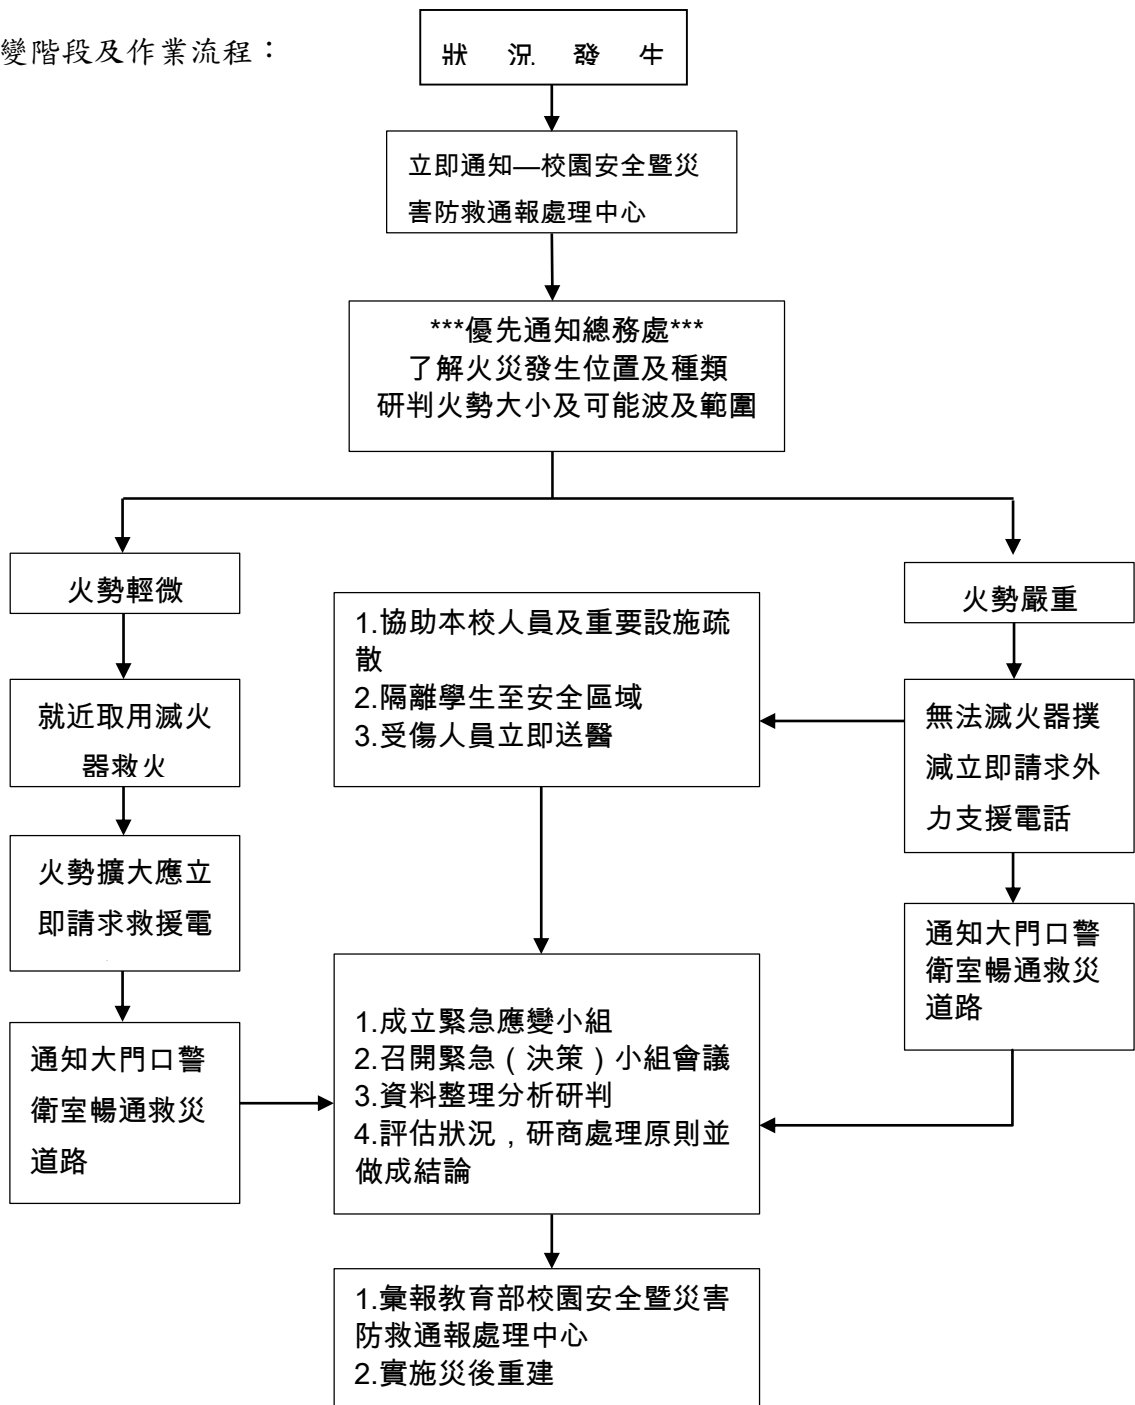 變階段及作業流程：
狀況發生
立即通知—校園安全暨災
害防救通報處理中心
***優先通知總務處***
了解火災發生位置及種類
研判火勢大小及可能波及範圍
火勢輕微
火勢嚴重
就近取用滅火
器救火
1.協助本校人員及重要設施疏
散
2.隔離學生至安全區域
3.受傷人員立即送醫
無法滅火器撲
減立即請求外
力支援電話
火勢擴大應立
即請求救援電
通知大門口警
衛室暢通救災
道路
通知大門口警
衛室暢通救災
道路
1.成立緊急應變小組
2.召開緊急（決策）小組會議
3.資料整理分析研判
4.評估狀況，研商處理原則並
做成結論
1.彙報教育部校園安全暨災害
防救通報處理中心
2.實施災後重建